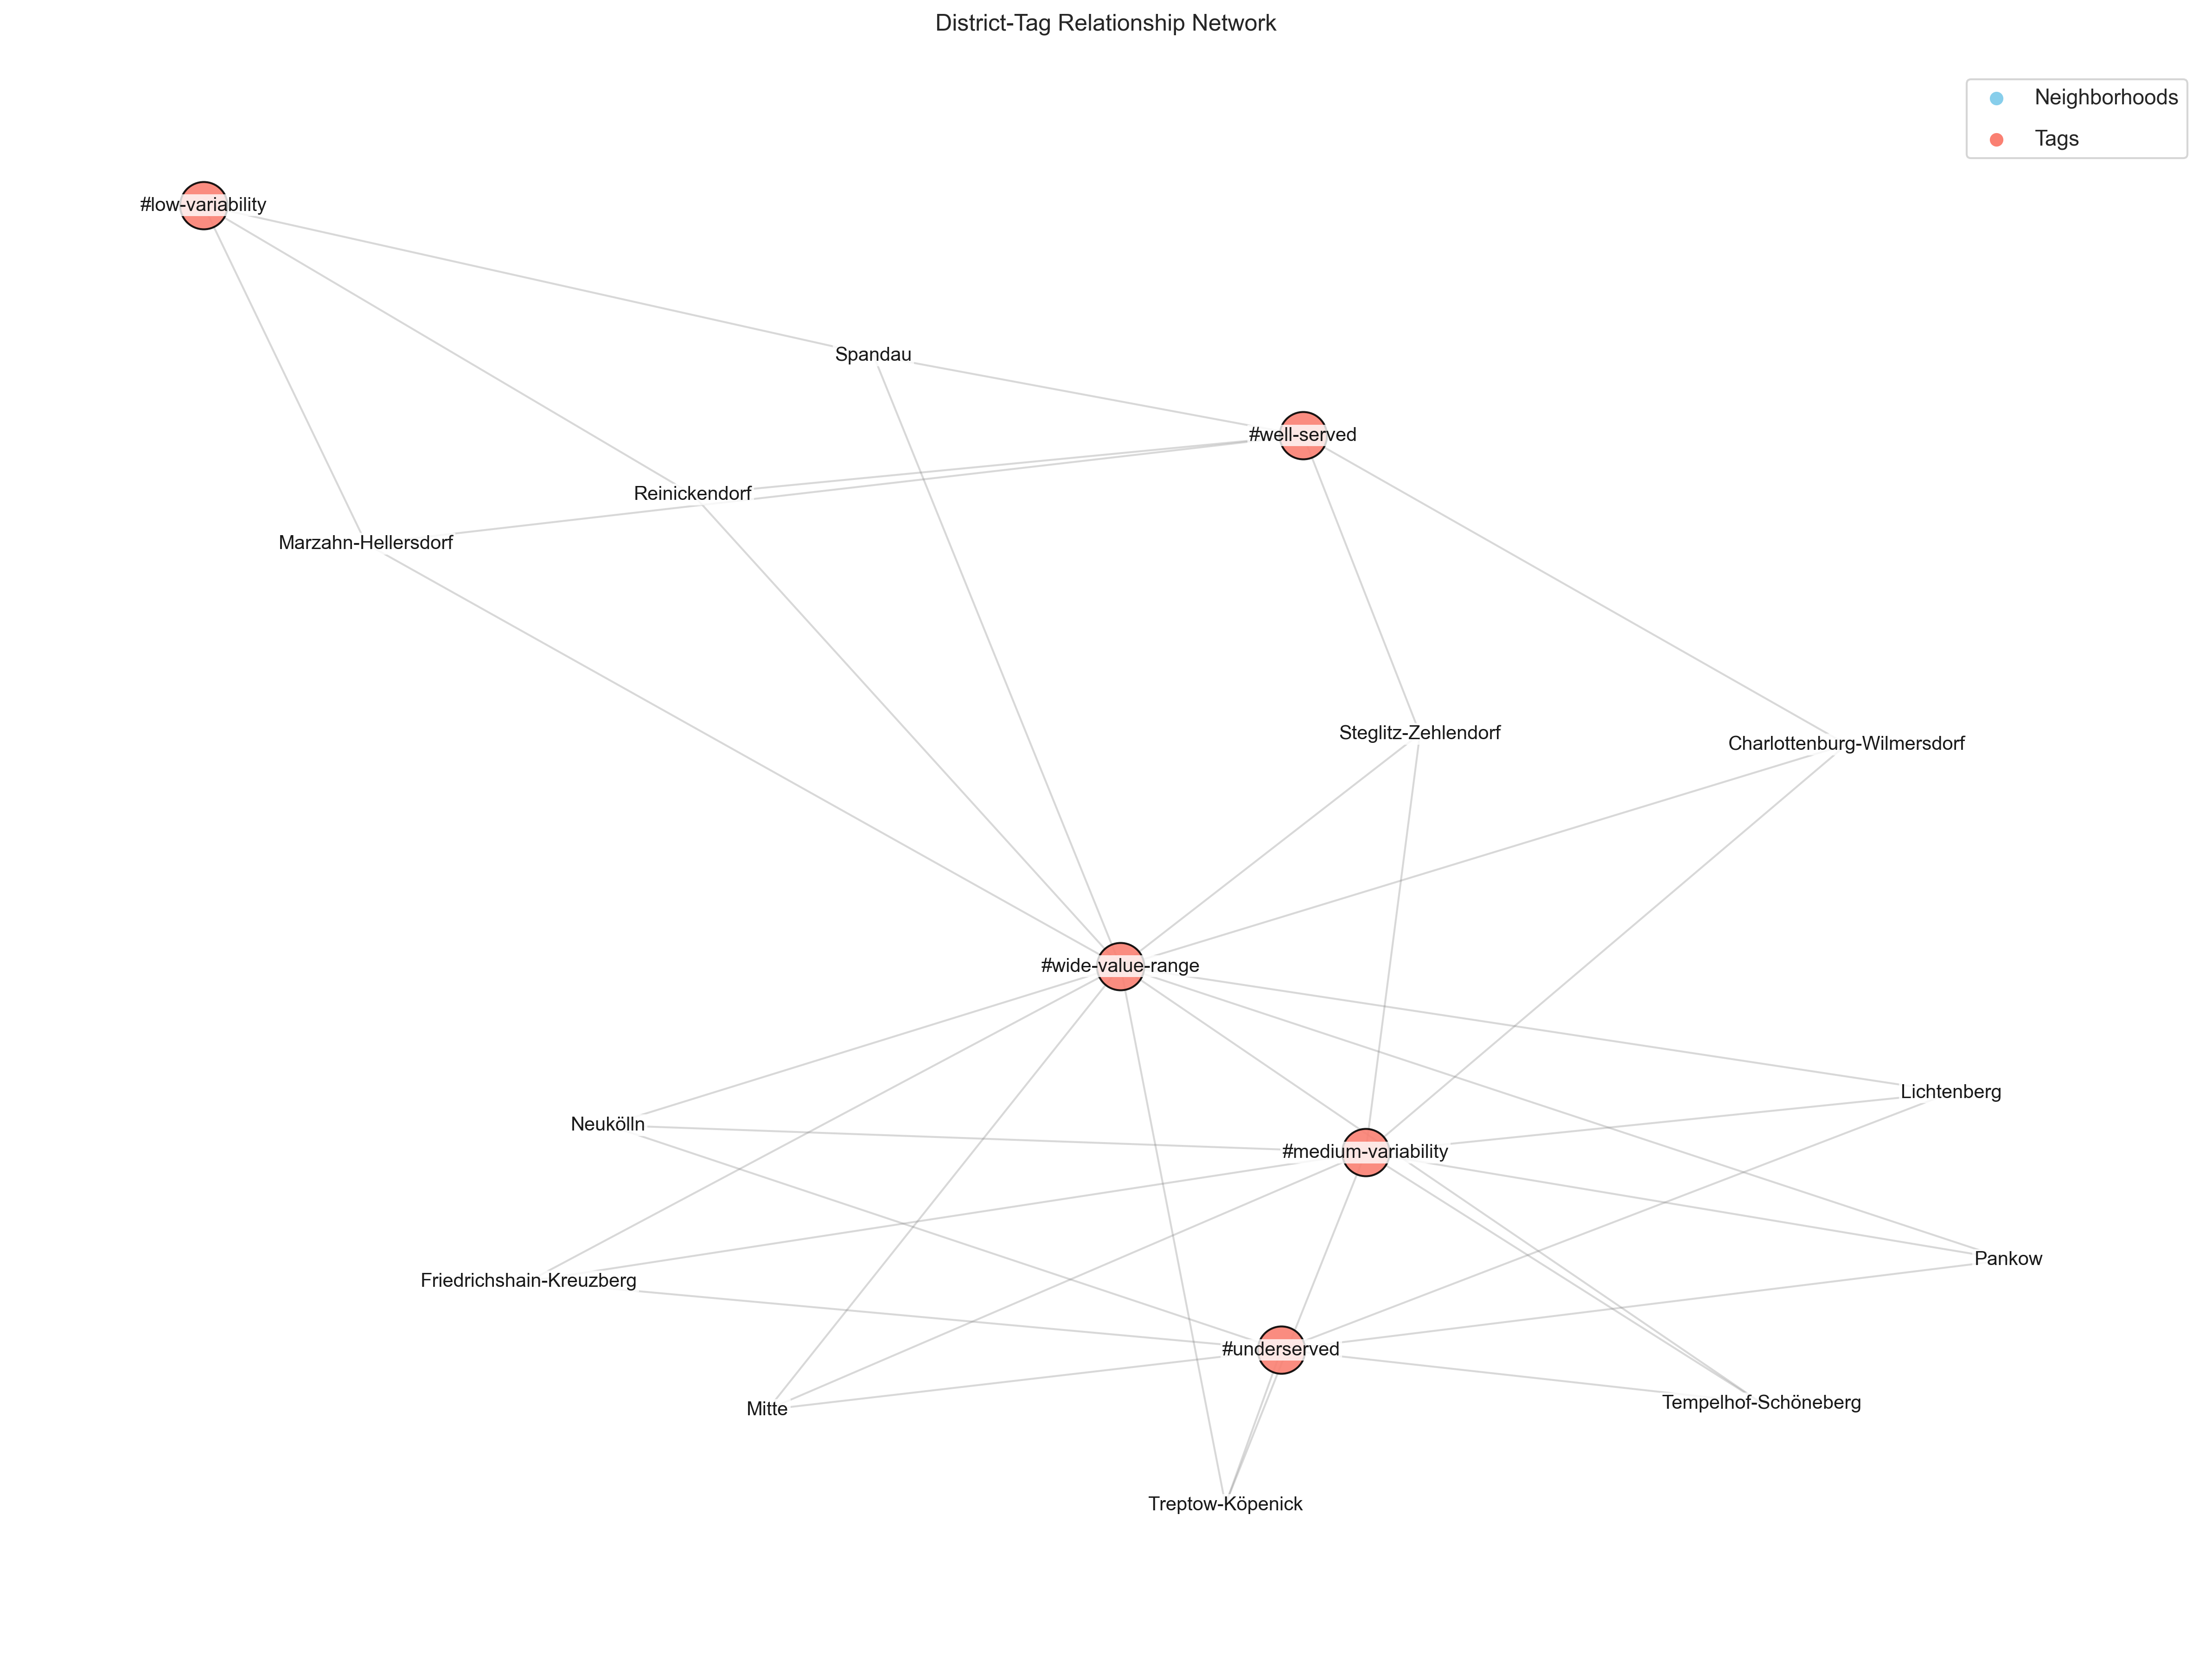 District-Tag Relationship Network
Neighborhoods
Tags
#low-variability
Spandau
#well-served
Reinickendorf
Marzahn-Hellersdorf
Steglitz-Zehlendorf
Charlottenburg-Wilmersdorf
#wide-value-range
Lichtenberg
Neukölln
#medium-variability
Pankow
Friedrichshain-Kreuzberg
#underserved
Tempelhof-Schöneberg
Mitte
Treptow-Köpenick